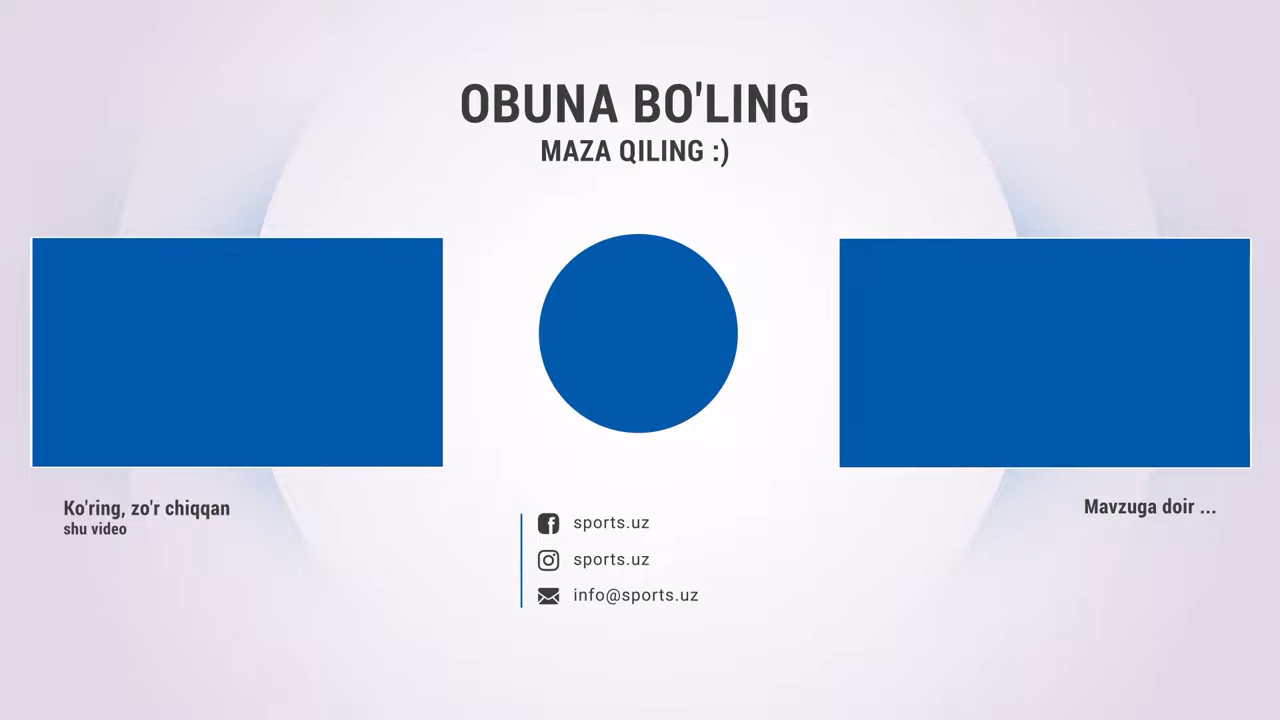 OBUNA BO'LING
MAZA QILING :)
Ko'ring, zo'r chiqqan
shu video
Mavzuga doir ...
sports.uz
sports.uz
info@sports.uz